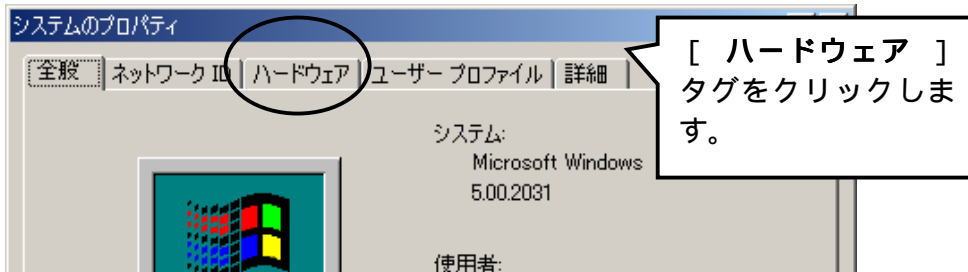 システムのプロパティ
全般 ネットワーク ID ハードウェア ユーザー プロファイル 詳細
[ ハードウェア ]
タグをクリックしま
す。
システム:
Microsoft Windows
5.00.2031
使用者: